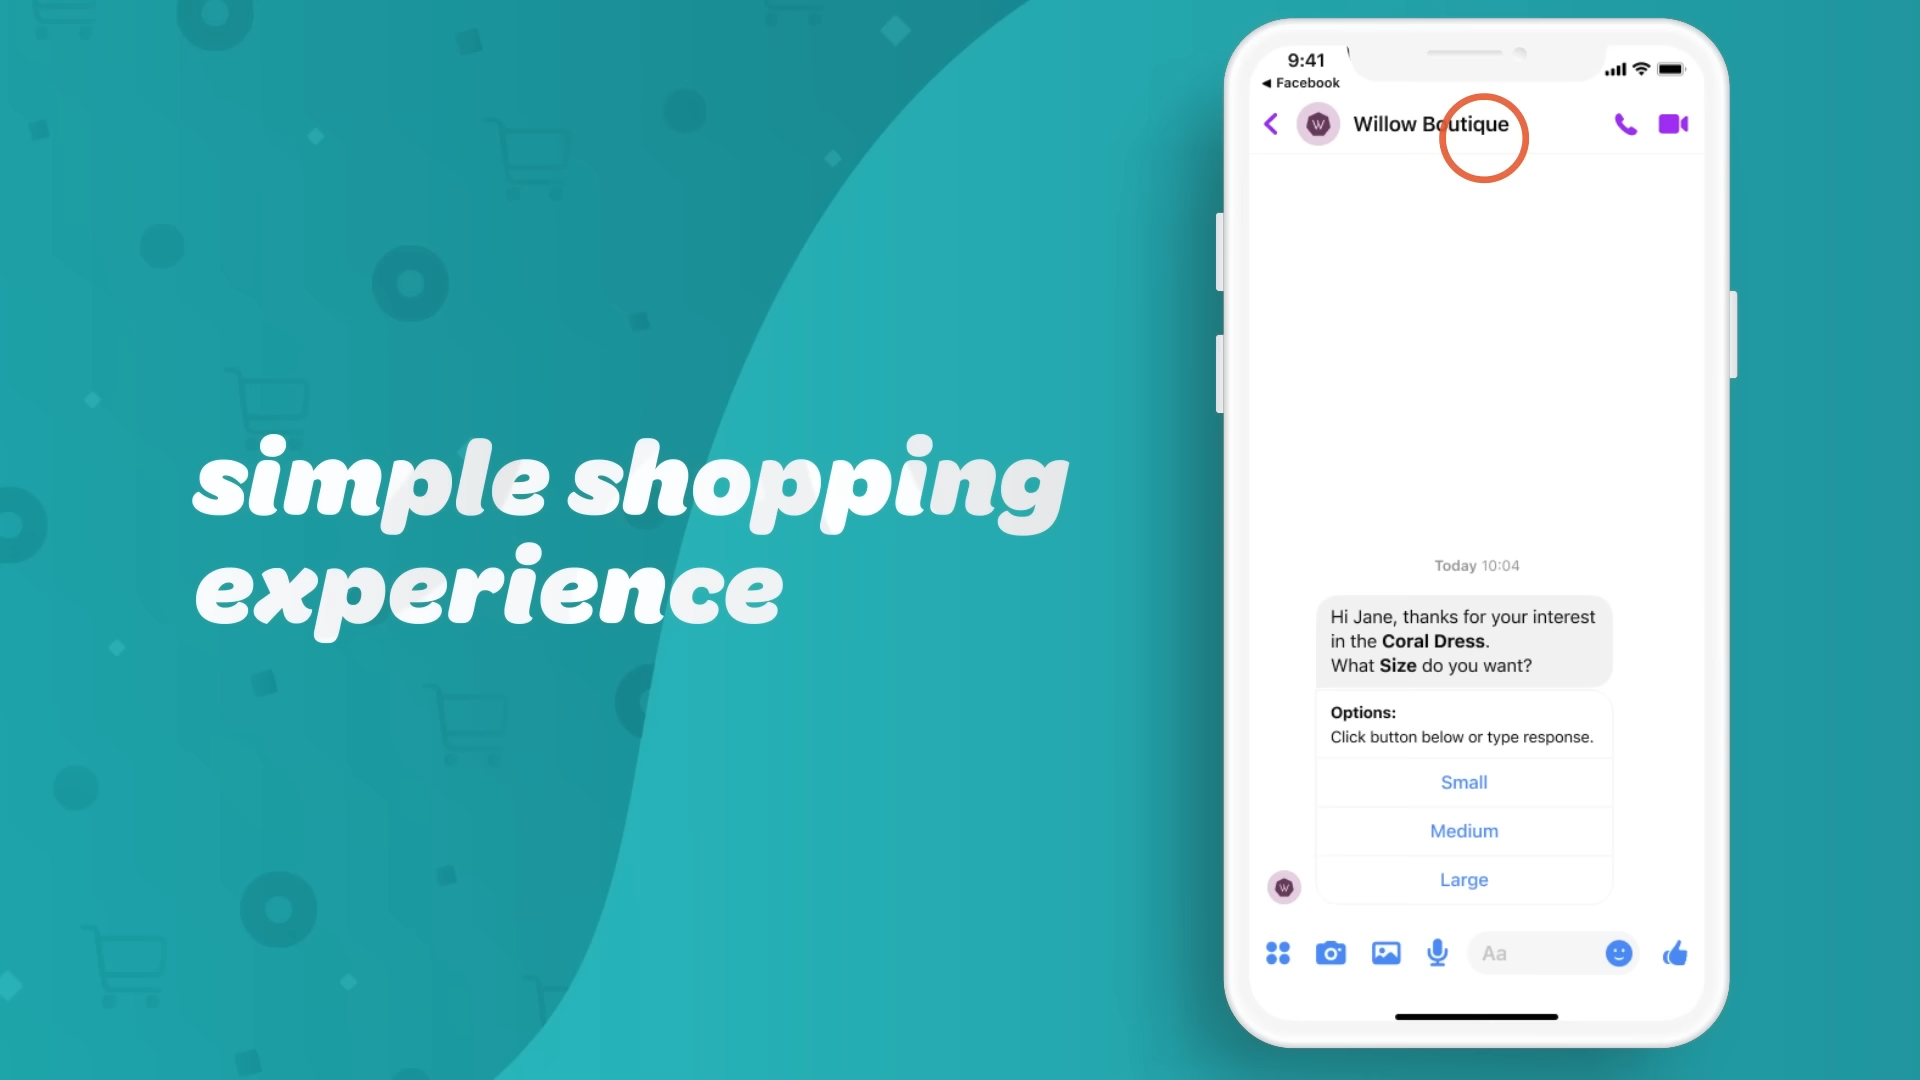 simple shopping
experience
9:41
◀ Facebook
W
Willow Boutique
Today 10:04
Hi Jane, thanks for your interest
in the Coral Dress.
What Size do you want?
Options:
Click button below or type response.
Small
Medium
Large
W
Aa